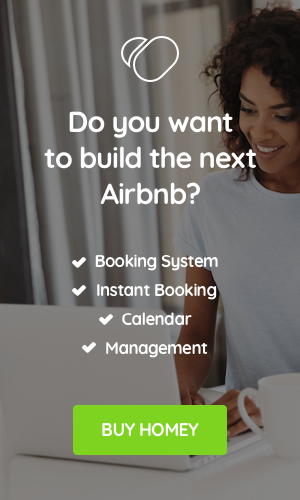 Do you want
to build the next
Airbnb?
Booking System
Instant Booking
Calendar
Management
BUY HOMEY